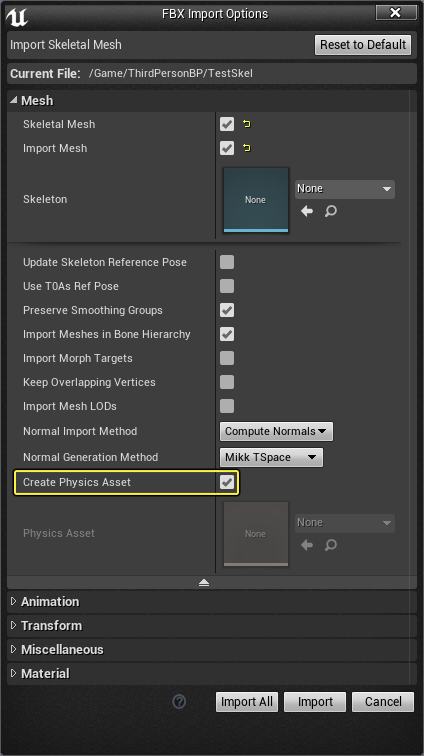 FBX Import Options
Import Skeletal Mesh
Reset to Default
Current File: /Game/ThirdPersonBP/TestSkel
Mesh
Skeletal Mesh
Import Mesh
Skeleton
None
None
Update Skeleton Reference Pose
Use T0As Ref Pose
Preserve Smoothing Groups
Import Meshes in Bone Hierarchy
Import Morph Targets
Keep Overlapping Vertices
Import Mesh LODs
Normal Import Method Compute Normals
Normal Generation Method Mikk TSpace
Create Physics Asset
Physics Asset
None
None
Animation
Transform
Miscellaneous
Material
? Import All Import Cancel